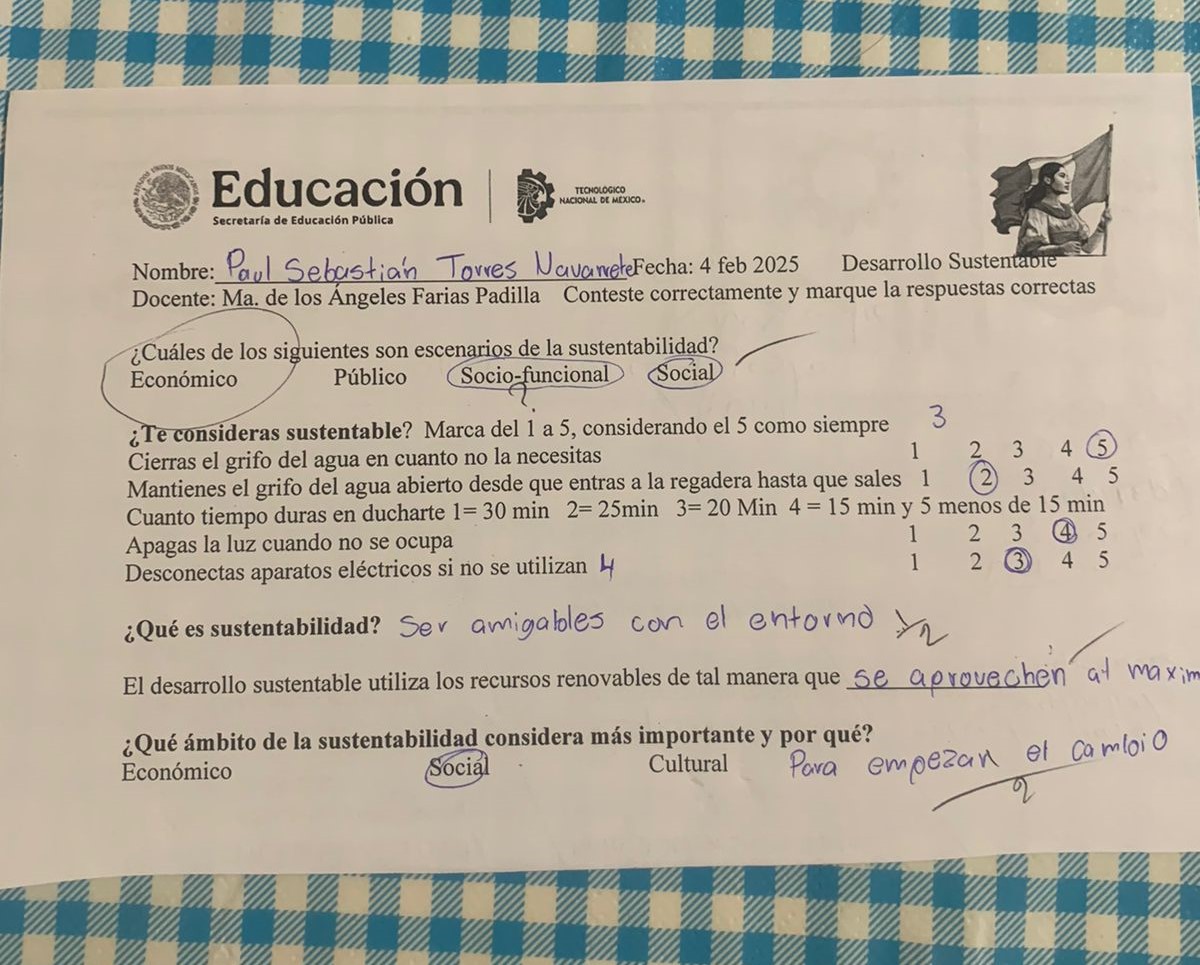 Educación
Secretaría de Educación Pública
TECNOLÓGICO
NACIONAL DE MÉXICO®
Nombre: Paul Sebastián Torres Navarrete Fecha: 4 feb 2025 Desarrollo Sustentable
Docente: Ma. de los Ángeles Farias Padilla Conteste correctamente y marque la respuestas correctas
¿Cuáles de los siguientes son escenarios de la sustentabilidad?
Económico Público Socio-funcional Social
?
¿Te consideras sustentable? Marca del 1 a 5, considerando el 5 como siempre 3
Cierras el grifo del agua en cuanto no la necesitas 1 2 3 4 5
Mantienes el grifo del agua abierto desde que entras a la regadera hasta que sales 1 2 3 4 5
Cuanto tiempo duras en ducharte 1= 30 min 2= 25min 3= 20 Min 4 = 15 min y 5 menos de 15 min
Apagas la luz cuando no se ocupa 1 2 3 4 5
Desconectas aparatos eléctricos si no se utilizan 4 1 2 3 4 5
¿Qué es sustentabilidad? Ser amigables con el entorno
El desarrollo sustentable utiliza los recursos renovables de tal manera que se aprovechen al maxim
¿Qué ámbito de la sustentabilidad considera más importante y por qué?
Económico Social Cultural Para empezan el cambio